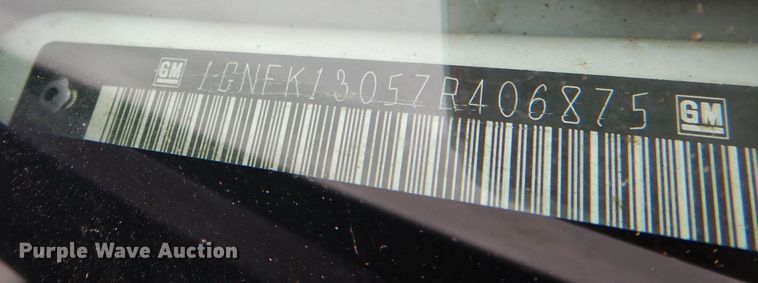 GM 1GNFK13057R406875 GM
Purple Wave Auction